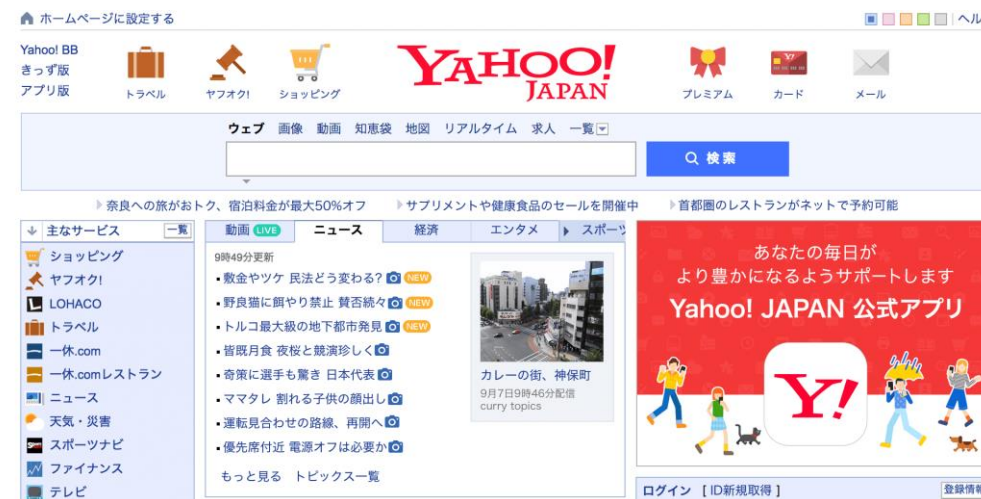 ホームページに設定する
ヘル
Yahoo! BB
きっず版
アプリ版
トラベル
ヤフオク!
ショッピング
YAHOO!
JAPAN
プレミアム
カード
メール
ウェブ 画像 動画 知恵袋 地図 リアルタイム 求人 一覧
検索
奈良への旅がおトク、宿泊料金が最大50%オフ
サプリメントや健康食品のセールを開催中
首都圏のレストランがネットで予約可能
主なサービス 一覧
ショッピング
ヤフオク!
LOHACO
トラベル
一休.com
一休.comレストラン
ニュース
天気・災害
スポーツナビ
ファイナンス
テレビ
動画 LIVE ニュース 経済 エンタメ スポーツ
9時49分更新
敷金やツケ 民法どう変わる? NEW
野良猫に餌やり禁止 賛否続々 NEW
トルコ最大級の地下都市発見 NEW
皆既月食 夜桜と競演珍しく
奇策に選手も驚き 日本代表
ママタレ 割れる子供の顔出し
運転見合わせの路線、再開へ
優先席付近 電源オフは必要か
もっと見る トピックス一覧
カレーの街、神保町
9月7日9時46分配信
curry topics
あなたの毎日が
より豊かになるようサポートします
Yahoo! JAPAN 公式アプリ
Y!
ログイン [ ID新規取得 ]
登録情報